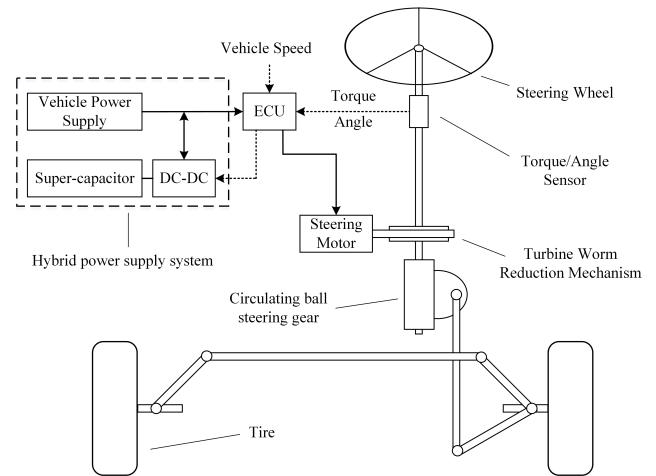 Vehicle Speed
Vehicle Power
Supply
ECU
Torque
Angle
Steering Wheel
Super-capacitor
DC-DC
Torque/Angle
Sensor
Steering
Motor
Hybrid power supply system
Turbine Worm
Reduction Mechanism
Circulating ball
steering gear
Tire